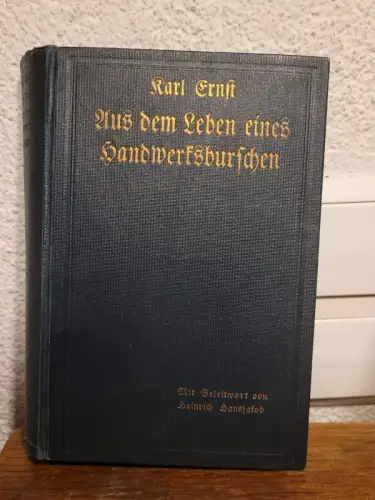 Karl Ernst
Aus dem Leben eines
Handwerksburschen
Mit Geleitwort von
Heinrich Hansjakob